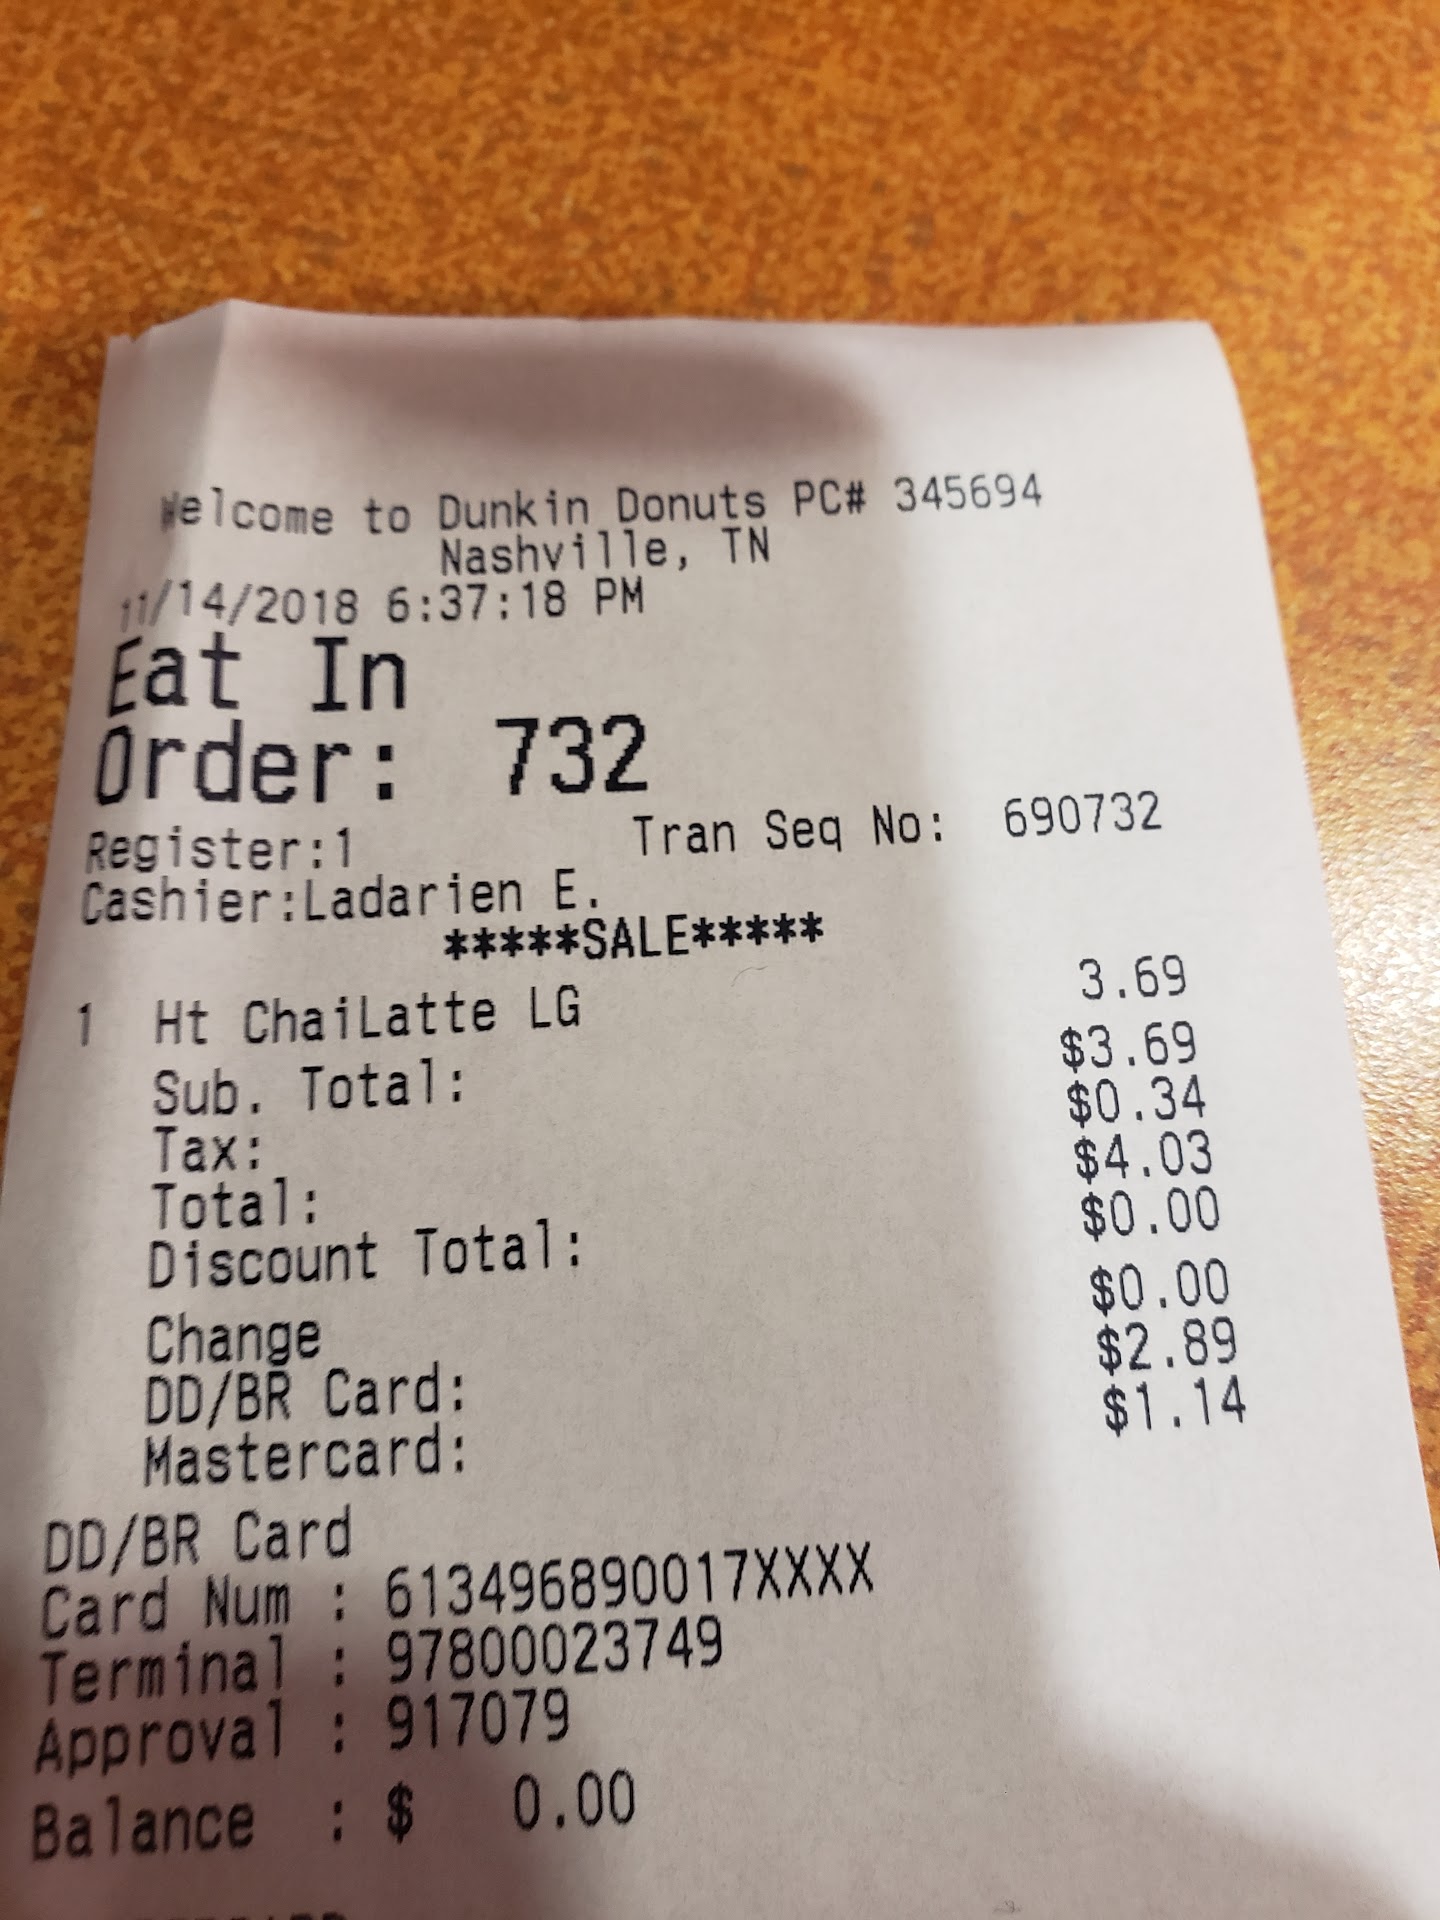 Welcome to Dunkin Donuts PC# 345694
Nashville, TN
11/14/2018 6:37:18 PM
Eat In
Order: 732
Register:1 Tran Seq No: 690732
Cashier:Ladarien E.
*****SALE*****
1 Ht ChaiLatte LG 3.69
Sub. Total: $3.69
Tax: $0.34
Total: $4.03
Discount Total: $0.00
Change $0.00
DD/BR Card: $2.89
Mastercard: $1.14
DD/BR Card
Card Num : 613496890017XXXX
Terminal : 97800023749
Approval : 917079
Balance : $ 0.00